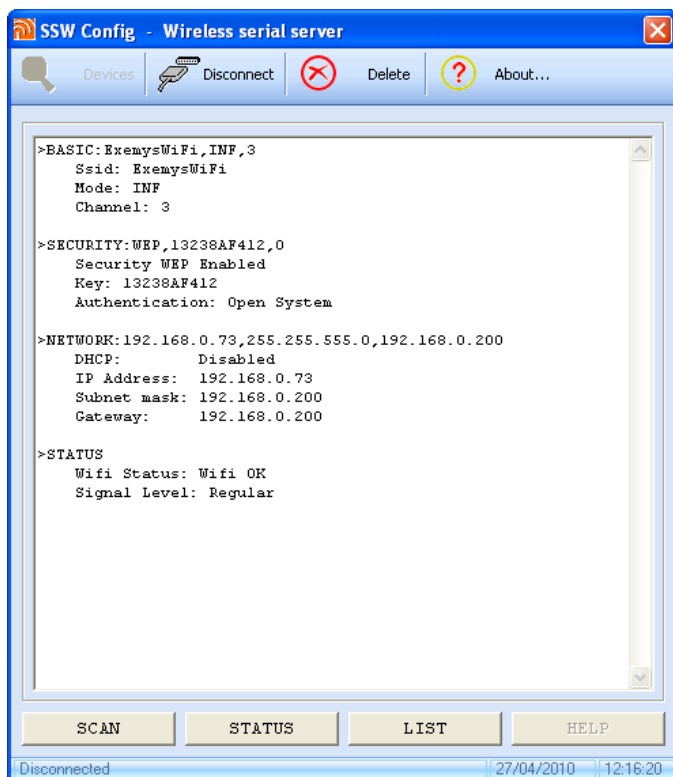 SSW Config - Wireless serial server
Devices Disconnect Delete ? About...
>BASIC:ExemysWiFi,INF,3
Ssid: ExemysWiFi
Mode: INF
Channel: 3
>SECURITY:WEP,13238AF412,0
Security WEP Enabled
Key: 13238AF412
Authentication: Open System
>NETWORK:192.168.0.73,255.255.555.0,192.168.0.200
DHCP: Disabled
IP Address: 192.168.0.73
Subnet mask: 192.168.0.200
Gateway: 192.168.0.200
>STATUS
Wifi Status: Wifi OK
Signal Level: Regular
SCAN STATUS LIST HELP
Disconnected 27/04/2010 12:16:20